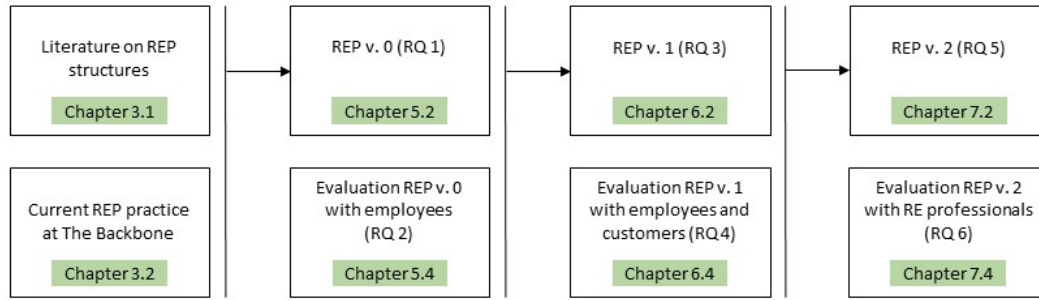 Literature on REP
structures
Chapter 3.1
REP v. 0 (RQ 1)
Chapter 5.2
REP v. 1 (RQ 3)
Chapter 6.2
REP v. 2 (RQ 5)
Chapter 7.2
Current REP practice
at The Backbone
Chapter 3.2
Evaluation REP v. 0
with employees
(RQ 2)
Chapter 5.4
Evaluation REP v. 1
with employees and
customers (RQ 4)
Chapter 6.4
Evaluation REP v. 2
with RE professionals
(RQ 6)
Chapter 7.4